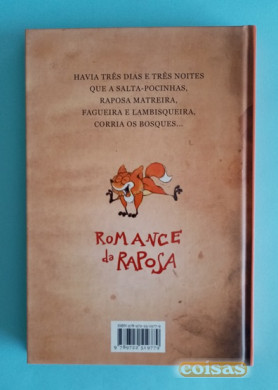 HAVIA TRÊS DIAS E TRÊS NOITES
QUE A SALTA-POCINHAS,
RAPOSA MATREIRA,
FAGUEIRA E LAMBISQUEIRA,
CORRIA OS BOSQUES...
ROMANCE
da RAPOSA
coisas